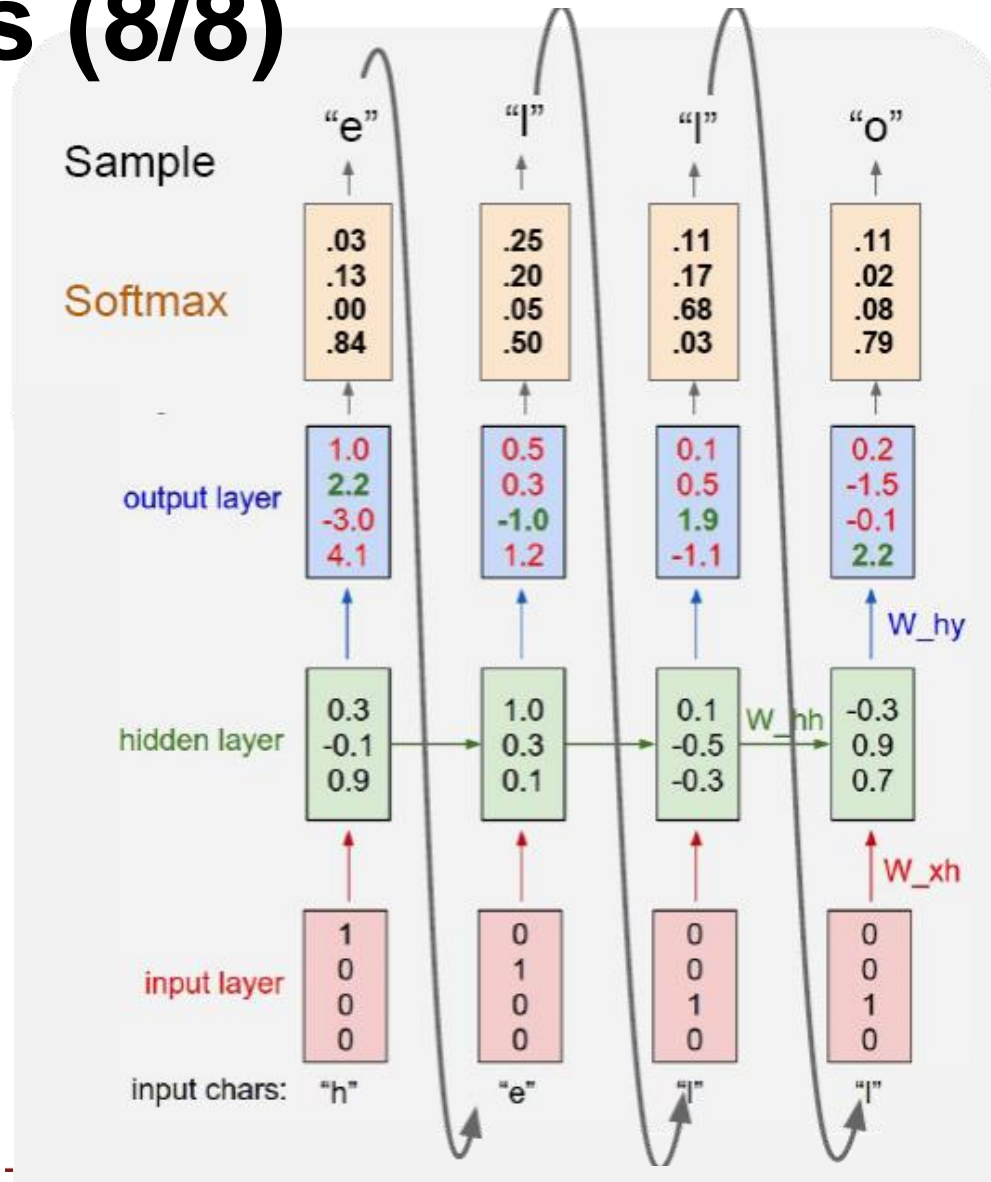 s (8/8)
“e” “l” “l” “o”
Sample
.03 .25 .11 .11
.13 .20 .17 .02
.00 .05 .68 .08
.84 .50 .03 .79
Softmax
1.0 0.5 0.1 0.2
2.2 0.3 0.5 -1.5
-3.0 -1.0 1.9 -0.1
4.1 1.2 -1.1 2.2
output layer
W_hy
0.3 1.0 0.1 -0.3
-0.1 0.3 -0.5 0.9
0.9 0.1 -0.3 0.7
hidden layer
W_hh
W_xh
1 0 0 0
0 1 0 0
0 0 1 1
0 0 0 0
input layer
input chars: “h” “e” “l” “l”